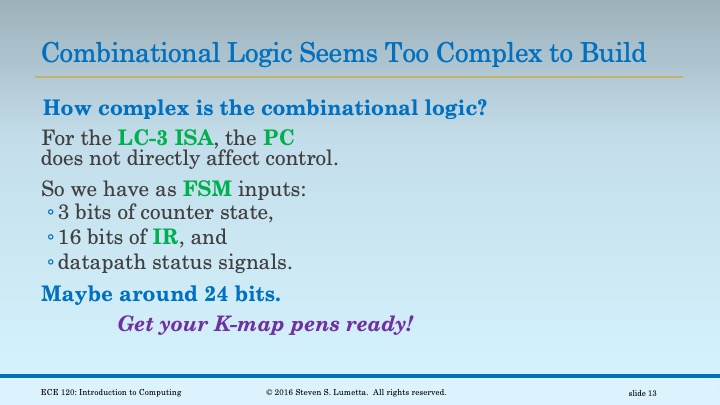 Combinational Logic Seems Too Complex to Build
How complex is the combinational logic?
For the LC-3 ISA, the PC
does not directly affect control.
So we have as FSM inputs:
◦ 3 bits of counter state,
◦ 16 bits of IR, and
◦ datapath status signals.
Maybe around 24 bits.
Get your K-map pens ready!
ECE 120: Introduction to Computing © 2016 Steven S. Lumetta. All rights reserved. slide 13